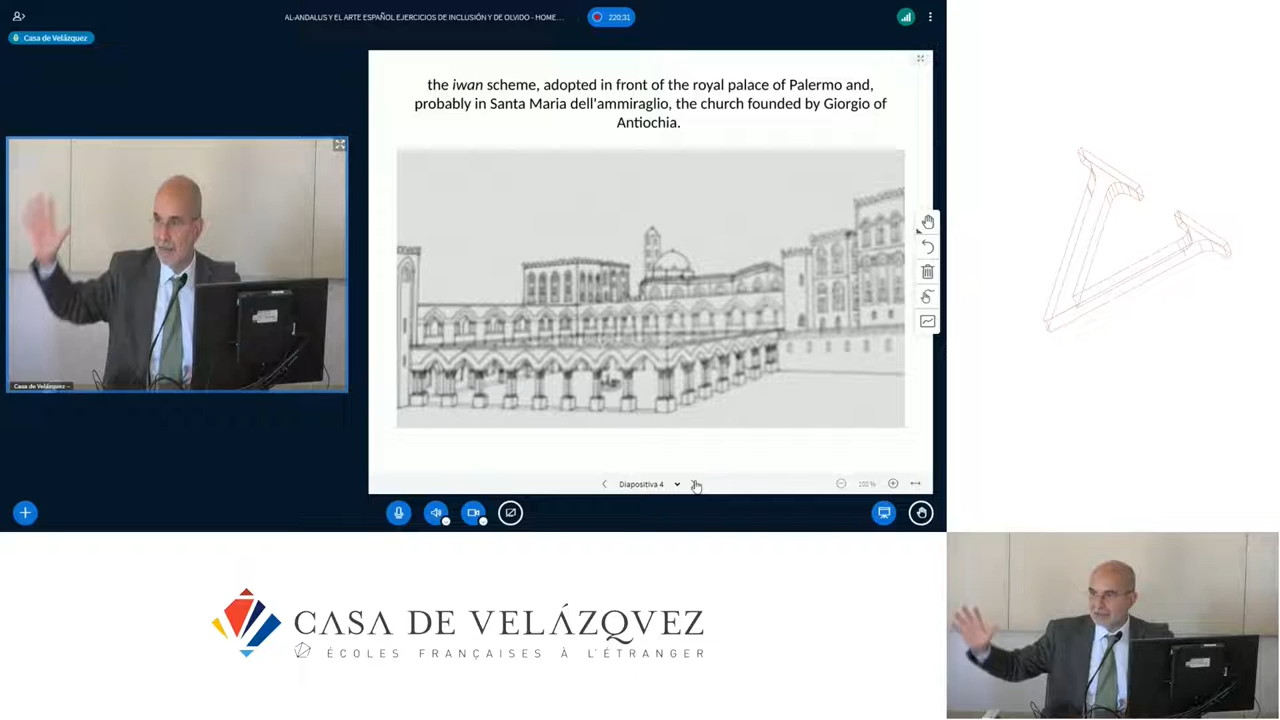 AL-ANDALUS Y EL ARTE ESPAÑOL EJERCICIOS DE INCLUSIÓN Y DE OLVIDO - HOME...
220:31
Casa de Velázquez
the iwan scheme, adopted in front of the royal palace of Palermo and,
probably in Santa Maria dell'ammiraglio, the church founded by Giorgio of
Antiochia.
Casa de Velázquez
Diapositiva 4
100 %
CASA DE VELÁZQVEZ
ÉCOLES FRANÇAISES À L'ÉTRANGER